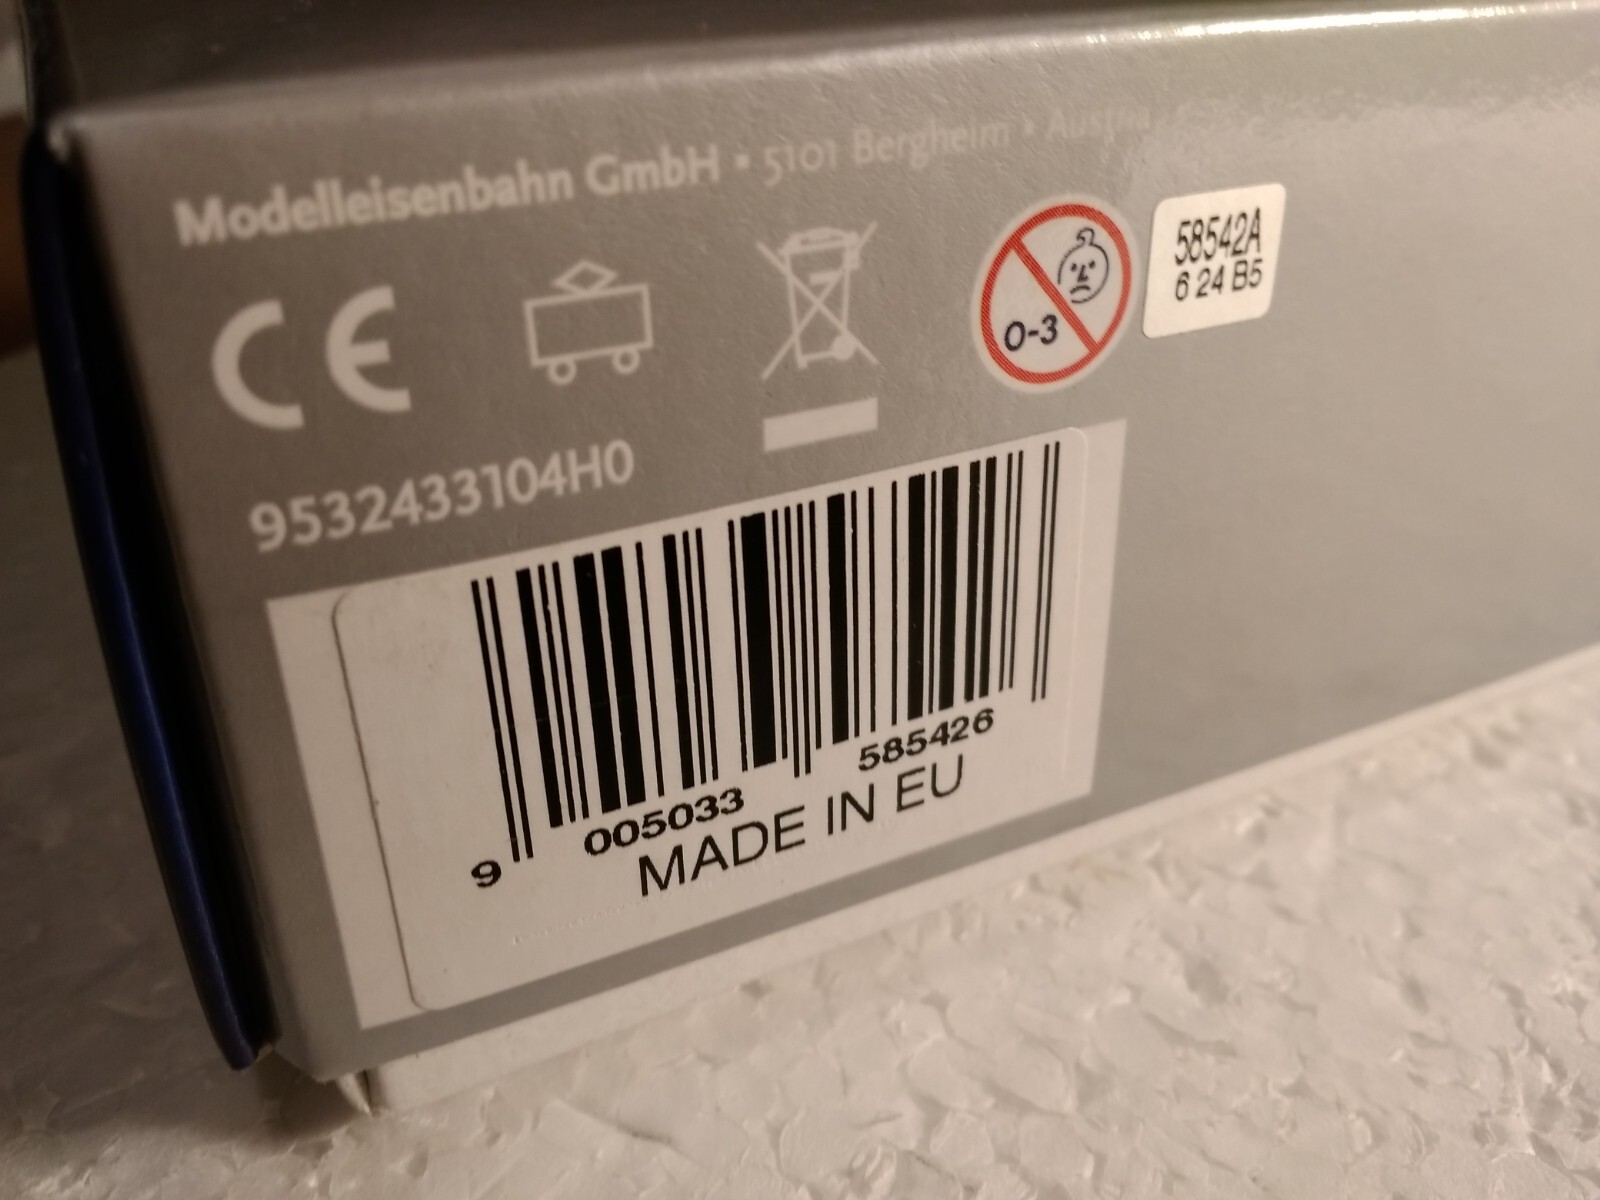 Modelleisenbahn GmbH • 5101 Bergheim • Austria
CE
0-3
58542A
6 24 B5
9532433104H0
9 005033 585426
MADE IN EU